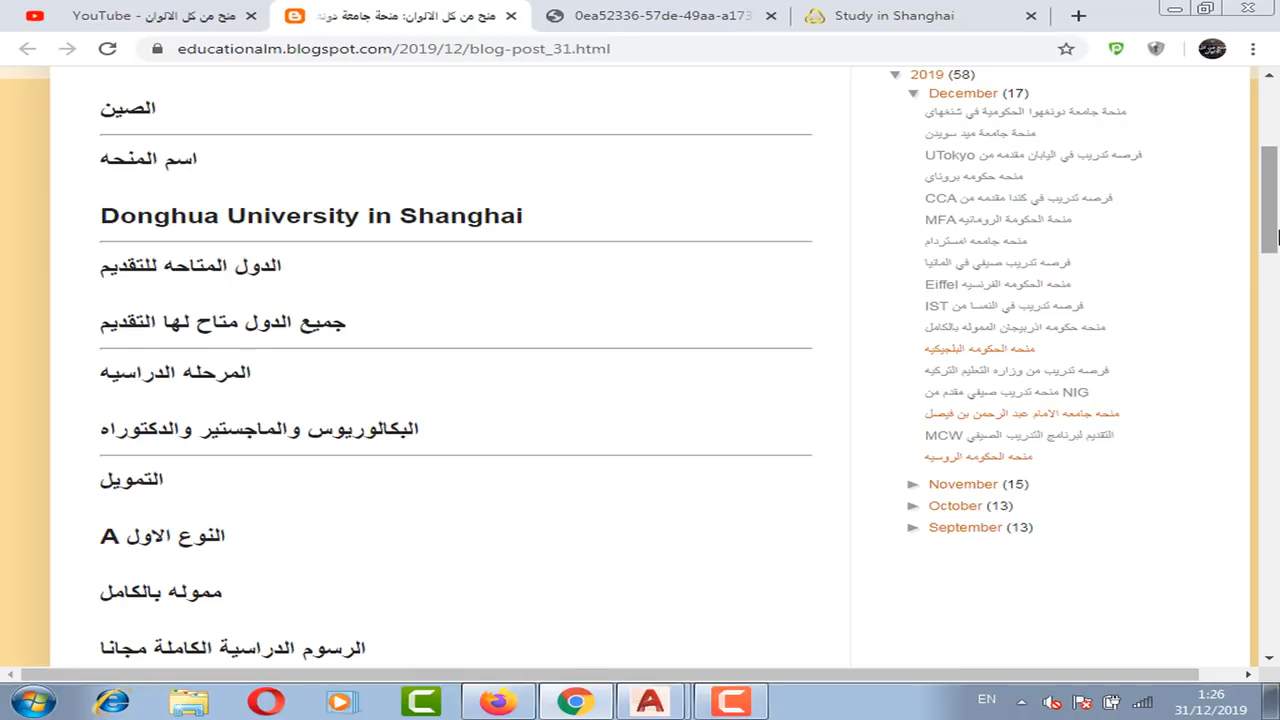 منح من كل الالوان - YouTube
منح من كل الالوان: منحة جامعة دونغ
0ea52336-57de-49aa-a173
Study in Shanghai
educationalm.blogspot.com/2019/12/blog-post_31.html
الصين
اسم المنحه
Donghua University in Shanghai
الدول المتاحه للتقديم
جميع الدول متاح لها التقديم
المرحله الدراسيه
البكالوريوس والماجستير والدكتوراه
التمويل
النوع الاول A
مموله بالكامل
الرسوم الدراسية الكاملة مجانا
2019 (58)
December (17)
منحة جامعة دونغهوا الحكومية في شنغهاي
منحة جامعة ميد سويدن
فرصه تدريب في اليابان مقدمه من UTokyo
منحه حكومه بروناي
فرصه تدريب في كندا مقدمه من CCA
منحة الحكومة الرومانيه MFA
منحه جامعه امستردام
فرصه تدريب صيفي في المانيا
منحه الحكومه الفرنسيه Eiffel
فرصه تدريب في النمسا من IST
منحه حكومه اذربيجان المموله بالكامل
منحه الحكومه البلجيكيه
فرصه تدريب من وزاره التعليم التركيه
منحه تدريب صيفي مقدم من NIG
منحه جامعه الامام عبد الرحمن بن فيصل
التقديم لبرنامج التدريب الصيفي MCW
منحه الحكومه الروسيه
November (15)
October (13)
September (13)
EN
1:26
31/12/2019